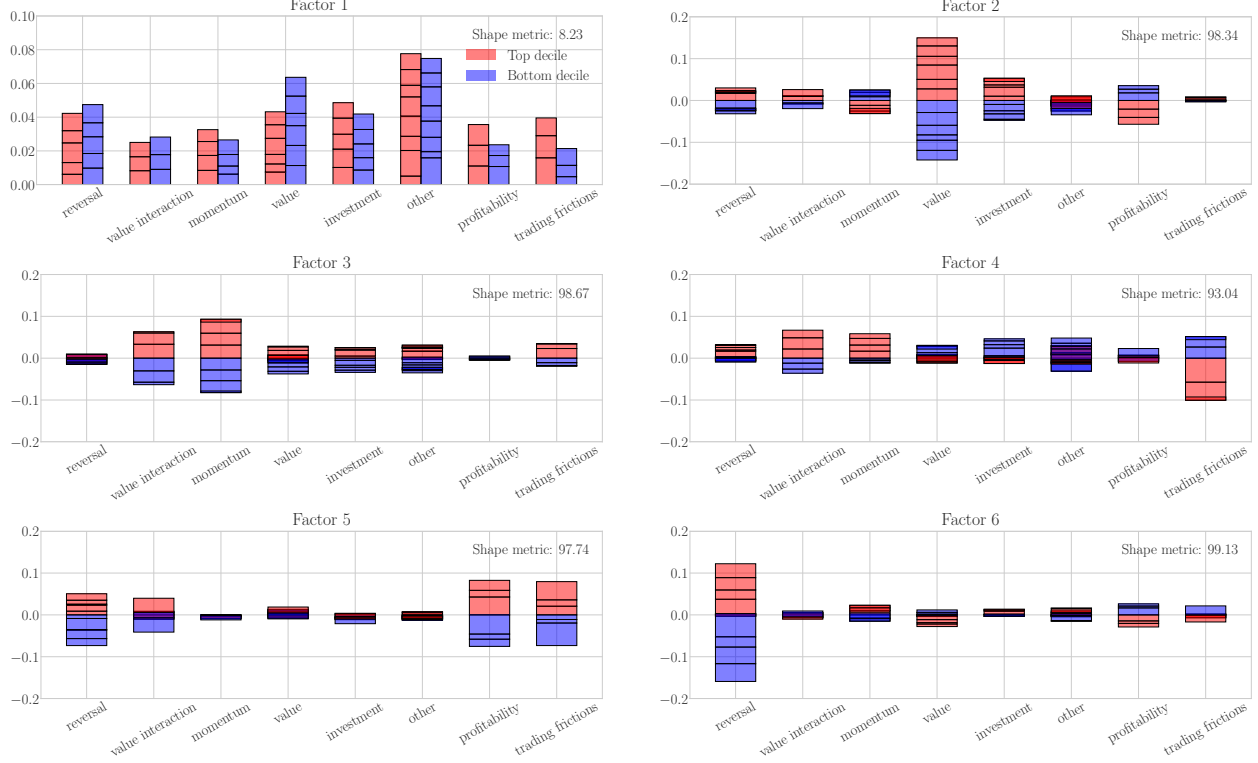 Factor 1
0.10
0.08
0.06
0.04
0.02
0.00
Shape metric: 8.23
Top decile
Bottom decile
reversal
value interaction
momentum
value
investment
other
profitability
trading frictions
Factor 2
0.2
0.1
0.0
−0.1
−0.2
Shape metric: 98.34
reversal
value interaction
momentum
value
investment
other
profitability
trading frictions
Factor 3
0.2
0.1
0.0
−0.1
−0.2
Shape metric: 98.67
reversal
value interaction
momentum
value
investment
other
profitability
trading frictions
Factor 4
0.2
0.1
0.0
−0.1
−0.2
Shape metric: 93.04
reversal
value interaction
momentum
value
investment
other
profitability
trading frictions
Factor 5
0.2
0.1
0.0
−0.1
−0.2
Shape metric: 97.74
reversal
value interaction
momentum
value
investment
other
profitability
trading frictions
Factor 6
0.2
0.1
0.0
−0.1
−0.2
Shape metric: 99.13
reversal
value interaction
momentum
value
investment
other
profitability
trading frictions